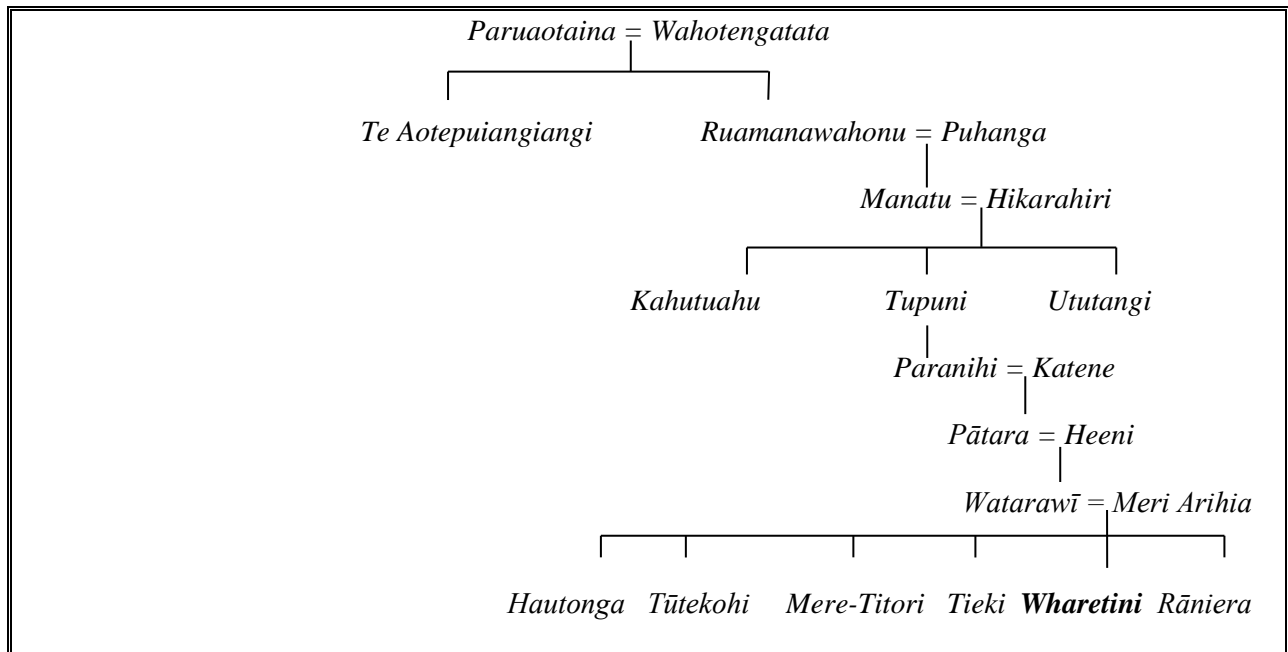 Paruaotaina = Wahotengatata
Te Aotepuiangiangi Ruamanawahonu = Puhanga
Manatu = Hikarahiri
Kahutuahu Tupuni Ututangi
Paranihi = Katene
Pātara = Heeni
Watarawī = Meri Arihia
Hautonga Tūtekohi Mere-Titori Tieki Wharetini Rāniera